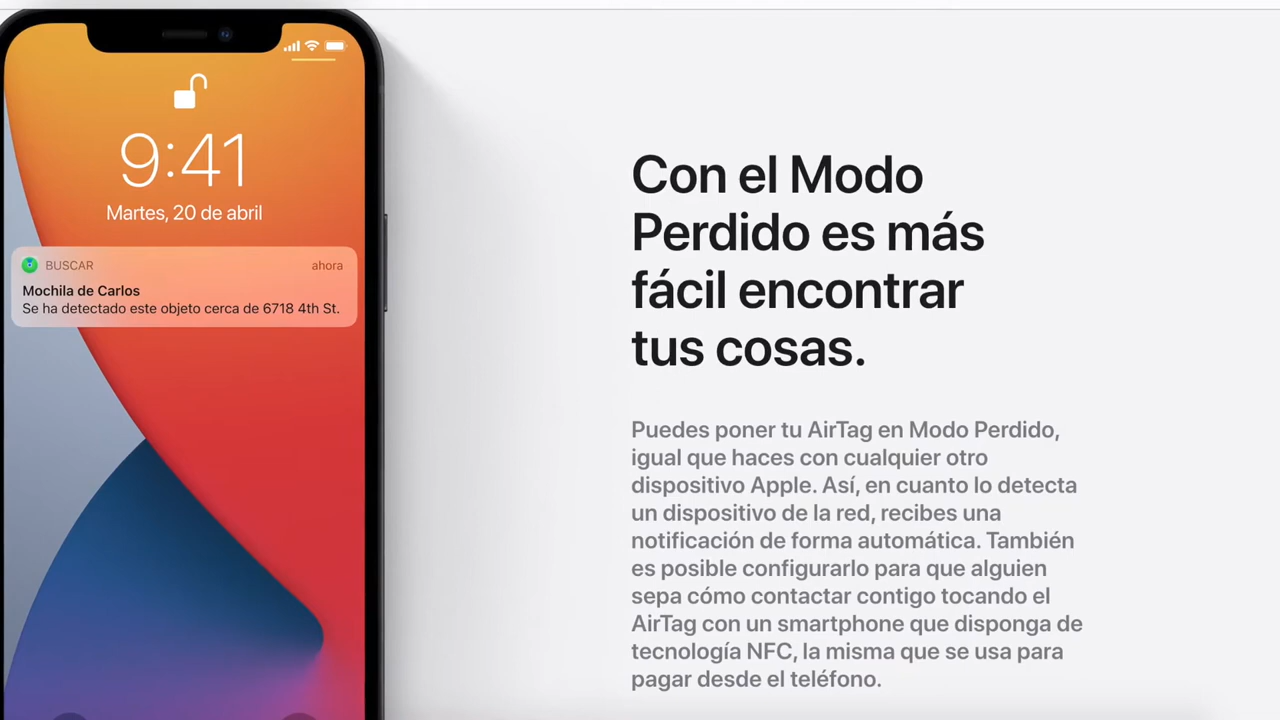 9:41
Martes, 20 de abril
BUSCAR ahora
Mochila de Carlos
Se ha detectado este objeto cerca de 6718 4th St.
Con el Modo
Perdido es más
fácil encontrar
tus cosas.
Puedes poner tu AirTag en Modo Perdido,
igual que haces con cualquier otro
dispositivo Apple. Así, en cuanto lo detecta
un dispositivo de la red, recibes una
notificación de forma automática. También
es posible configurarlo para que alguien
sepa cómo contactar contigo tocando el
AirTag con un smartphone que disponga de
tecnología NFC, la misma que se usa para
pagar desde el teléfono.